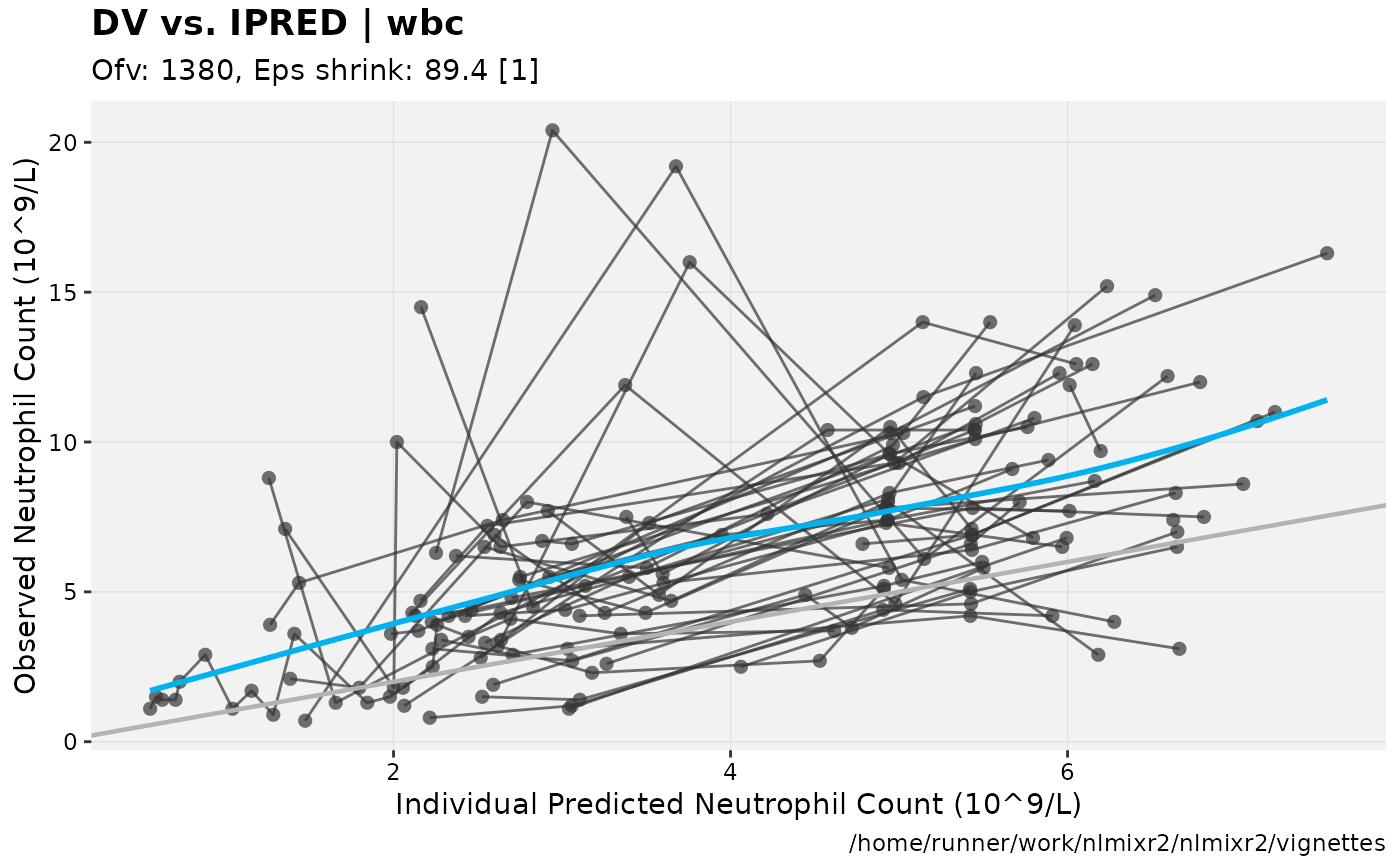 DV vs. IPRED | wbc
Ofv: 1380, Eps shrink: 89.4 [1]
Observed Neutrophil Count (10^9/L)
20
15
10
5
0
2 4 6
Individual Predicted Neutrophil Count (10^9/L)
/home/runner/work/nlmixr2/nlmixr2/vignettes